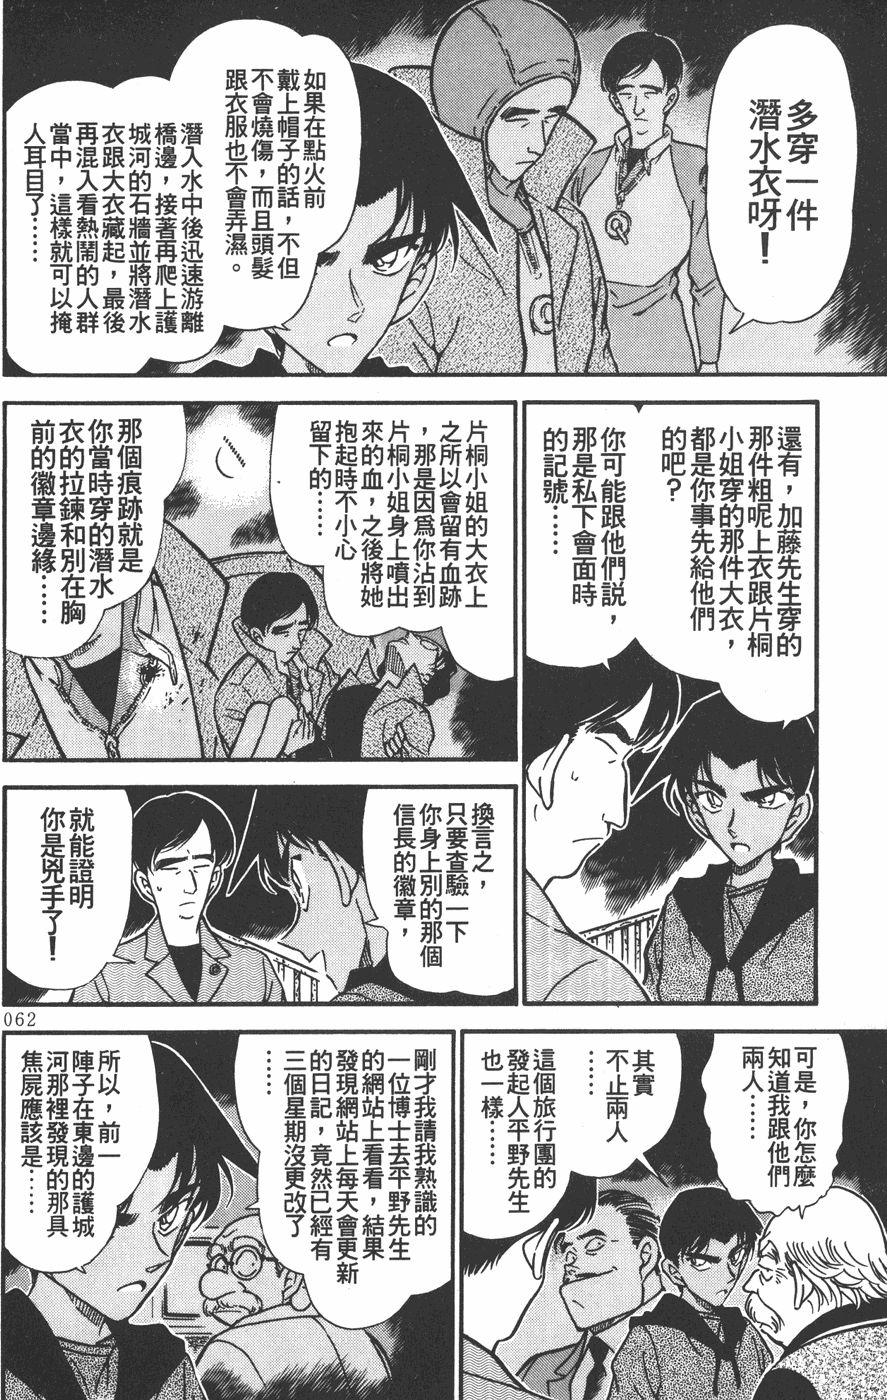 多穿一件
潛水衣呀！
如果在點火前
戴上帽子的話，不但
不會燒傷，而且頭髮
跟衣服也不會弄濕。
潛入水中後迅速游離
橋邊，接著再爬上護
城河的石牆並將潛水
衣跟大衣藏起，最後
再混入看熱鬧的人群
當中，這樣就可以掩
人耳目了……
還有，加藤先生穿的
那件粗呢上衣跟片桐
小姐穿的那件大衣，
都是你事先給他們
的吧？
你可能跟他們說，
那是私下會面時
的記號……
片桐小姐的大衣上
之所以會留有血跡
，那是因為你沾到
片桐小姐身上噴出
來的血，之後將她
抱起時不小心
留下的……
那個痕跡就是
你當時穿的潛水
衣的拉鍊和別在胸
前的徽章邊緣……
換言之，
只要查驗一下
你身上別的那個
信長的徽章，
就能證明
你是兇手了！
062
可是，你怎麼
知道我跟他們
兩人……
其實
不止兩人
……
這個旅行團的
發起人平野先生
也一樣……
剛才我請我熟識的
一位博士去平野先生
的網站上看看，結果
發現網站上每天會更新
的日記，竟然已經有
三個星期沒更改了
……
所以，前一
陣子在東邊的護城
河那裡發現的那具
焦屍應該是……